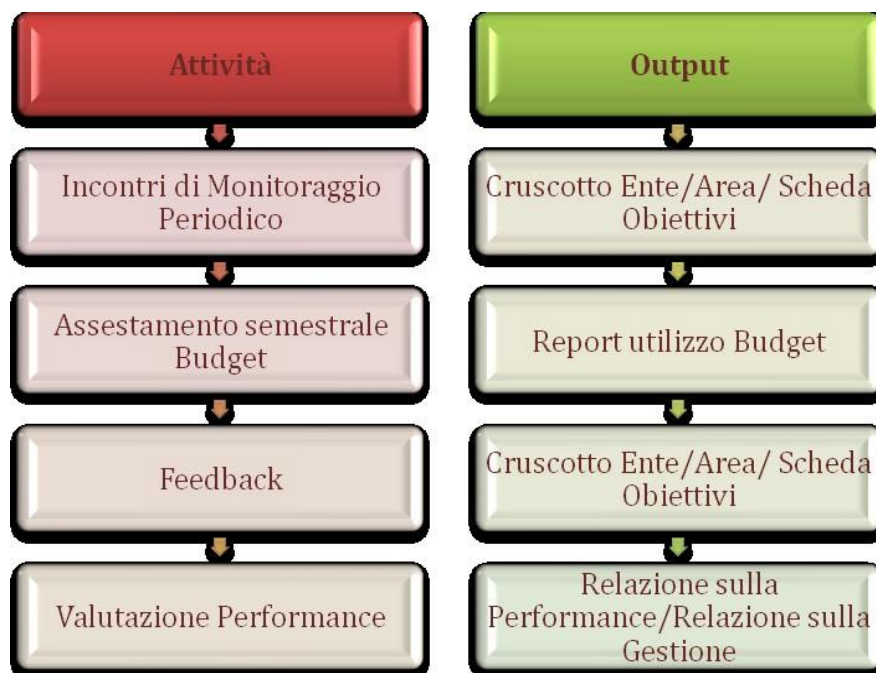 Attività
Incontri di Monitoraggio
Periodico
Assestamento semestrale
Budget
Feedback
Valutazione Performance
Output
Cruscotto Ente/Area/ Scheda
Obiettivi
Report utilizzo Budget
Cruscotto Ente/Area/ Scheda
Obiettivi
Relazione sulla
Performance/Relazione sulla
Gestione